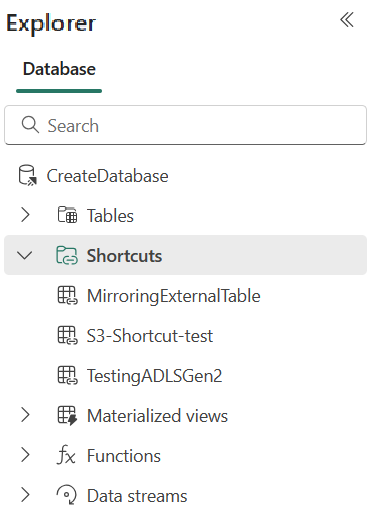 Explorer
Database
Search
CreateDatabase
Tables
Shortcuts
MirroringExternalTable
S3-Shortcut-test
TestingADLSGen2
Materialized views
Functions
Data streams